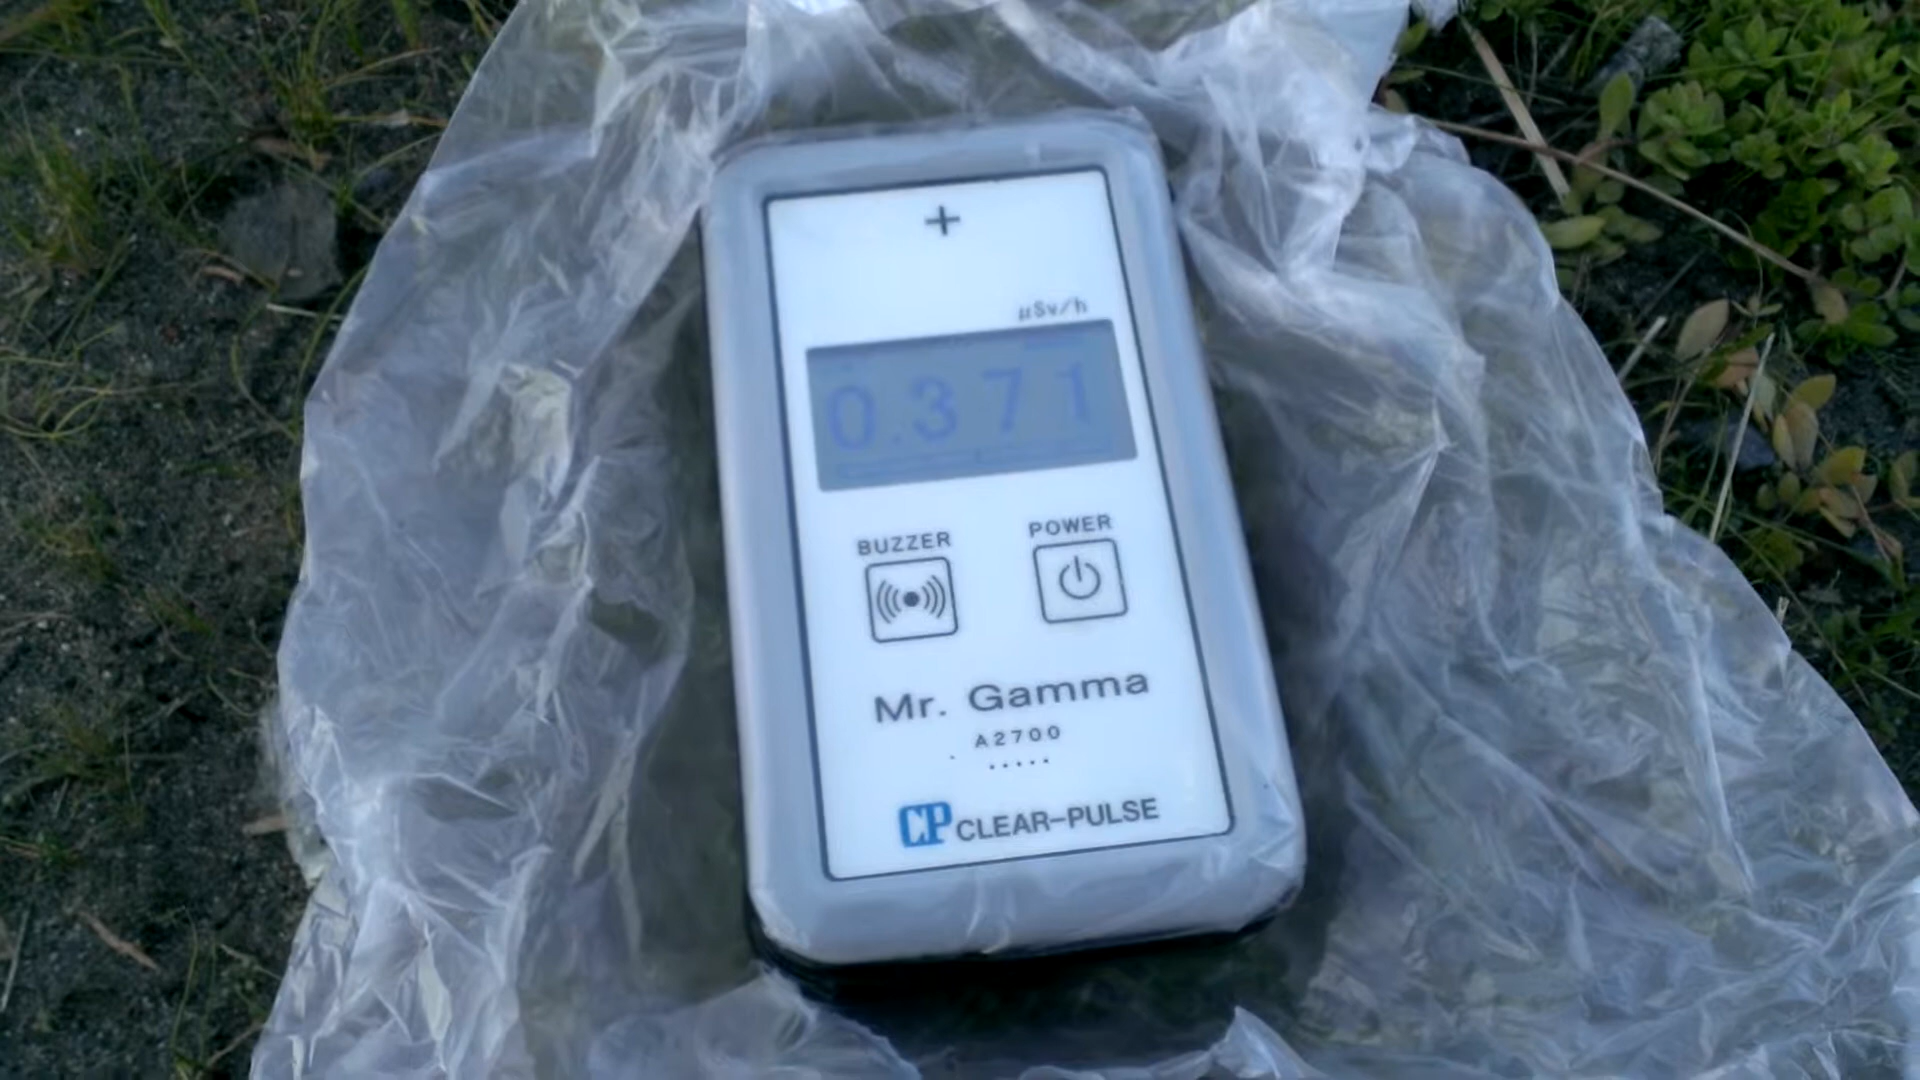 +
μSv/h
0.371
BUZZER
POWER
Mr. Gamma
A2700
CP CLEAR-PULSE